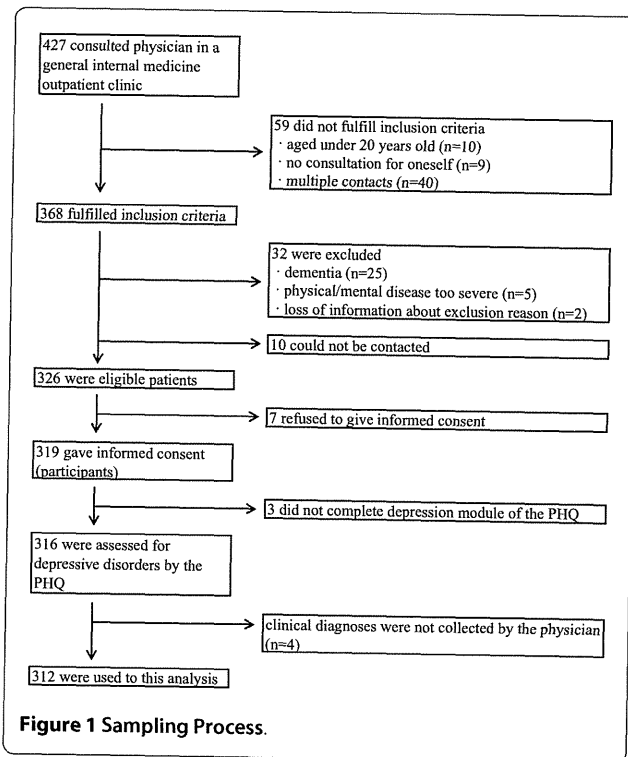 427 consulted physician in a
general internal medicine
outpatient clinic
59 did not fulfill inclusion criteria
· aged under 20 years old (n=10)
· no consultation for oneself (n=9)
· multiple contacts (n=40)
368 fulfilled inclusion criteria
32 were excluded
· dementia (n=25)
· physical/mental disease too severe (n=5)
· loss of information about exclusion reason (n=2)
10 could not be contacted
326 were eligible patients
7 refused to give informed consent
319 gave informed consent
(participants)
3 did not complete depression module of the PHQ
316 were assessed for
depressive disorders by the
PHQ
clinical diagnoses were not collected by the physician
(n=4)
312 were used to this analysis
Figure 1 Sampling Process.